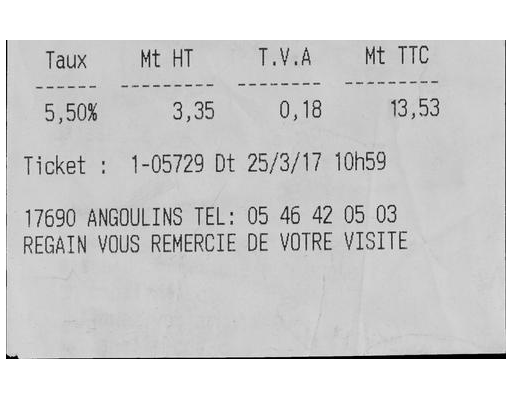 Taux Mt HT T.V.A Mt TTC
------ --------- -------- ---------
5,50% 3,35 0,18 13,53
Ticket : 1-05729 Dt 25/3/17 10h59
17690 ANGOULINS TEL: 05 46 42 05 03
REGAIN VOUS REMERCIE DE VOTRE VISITE